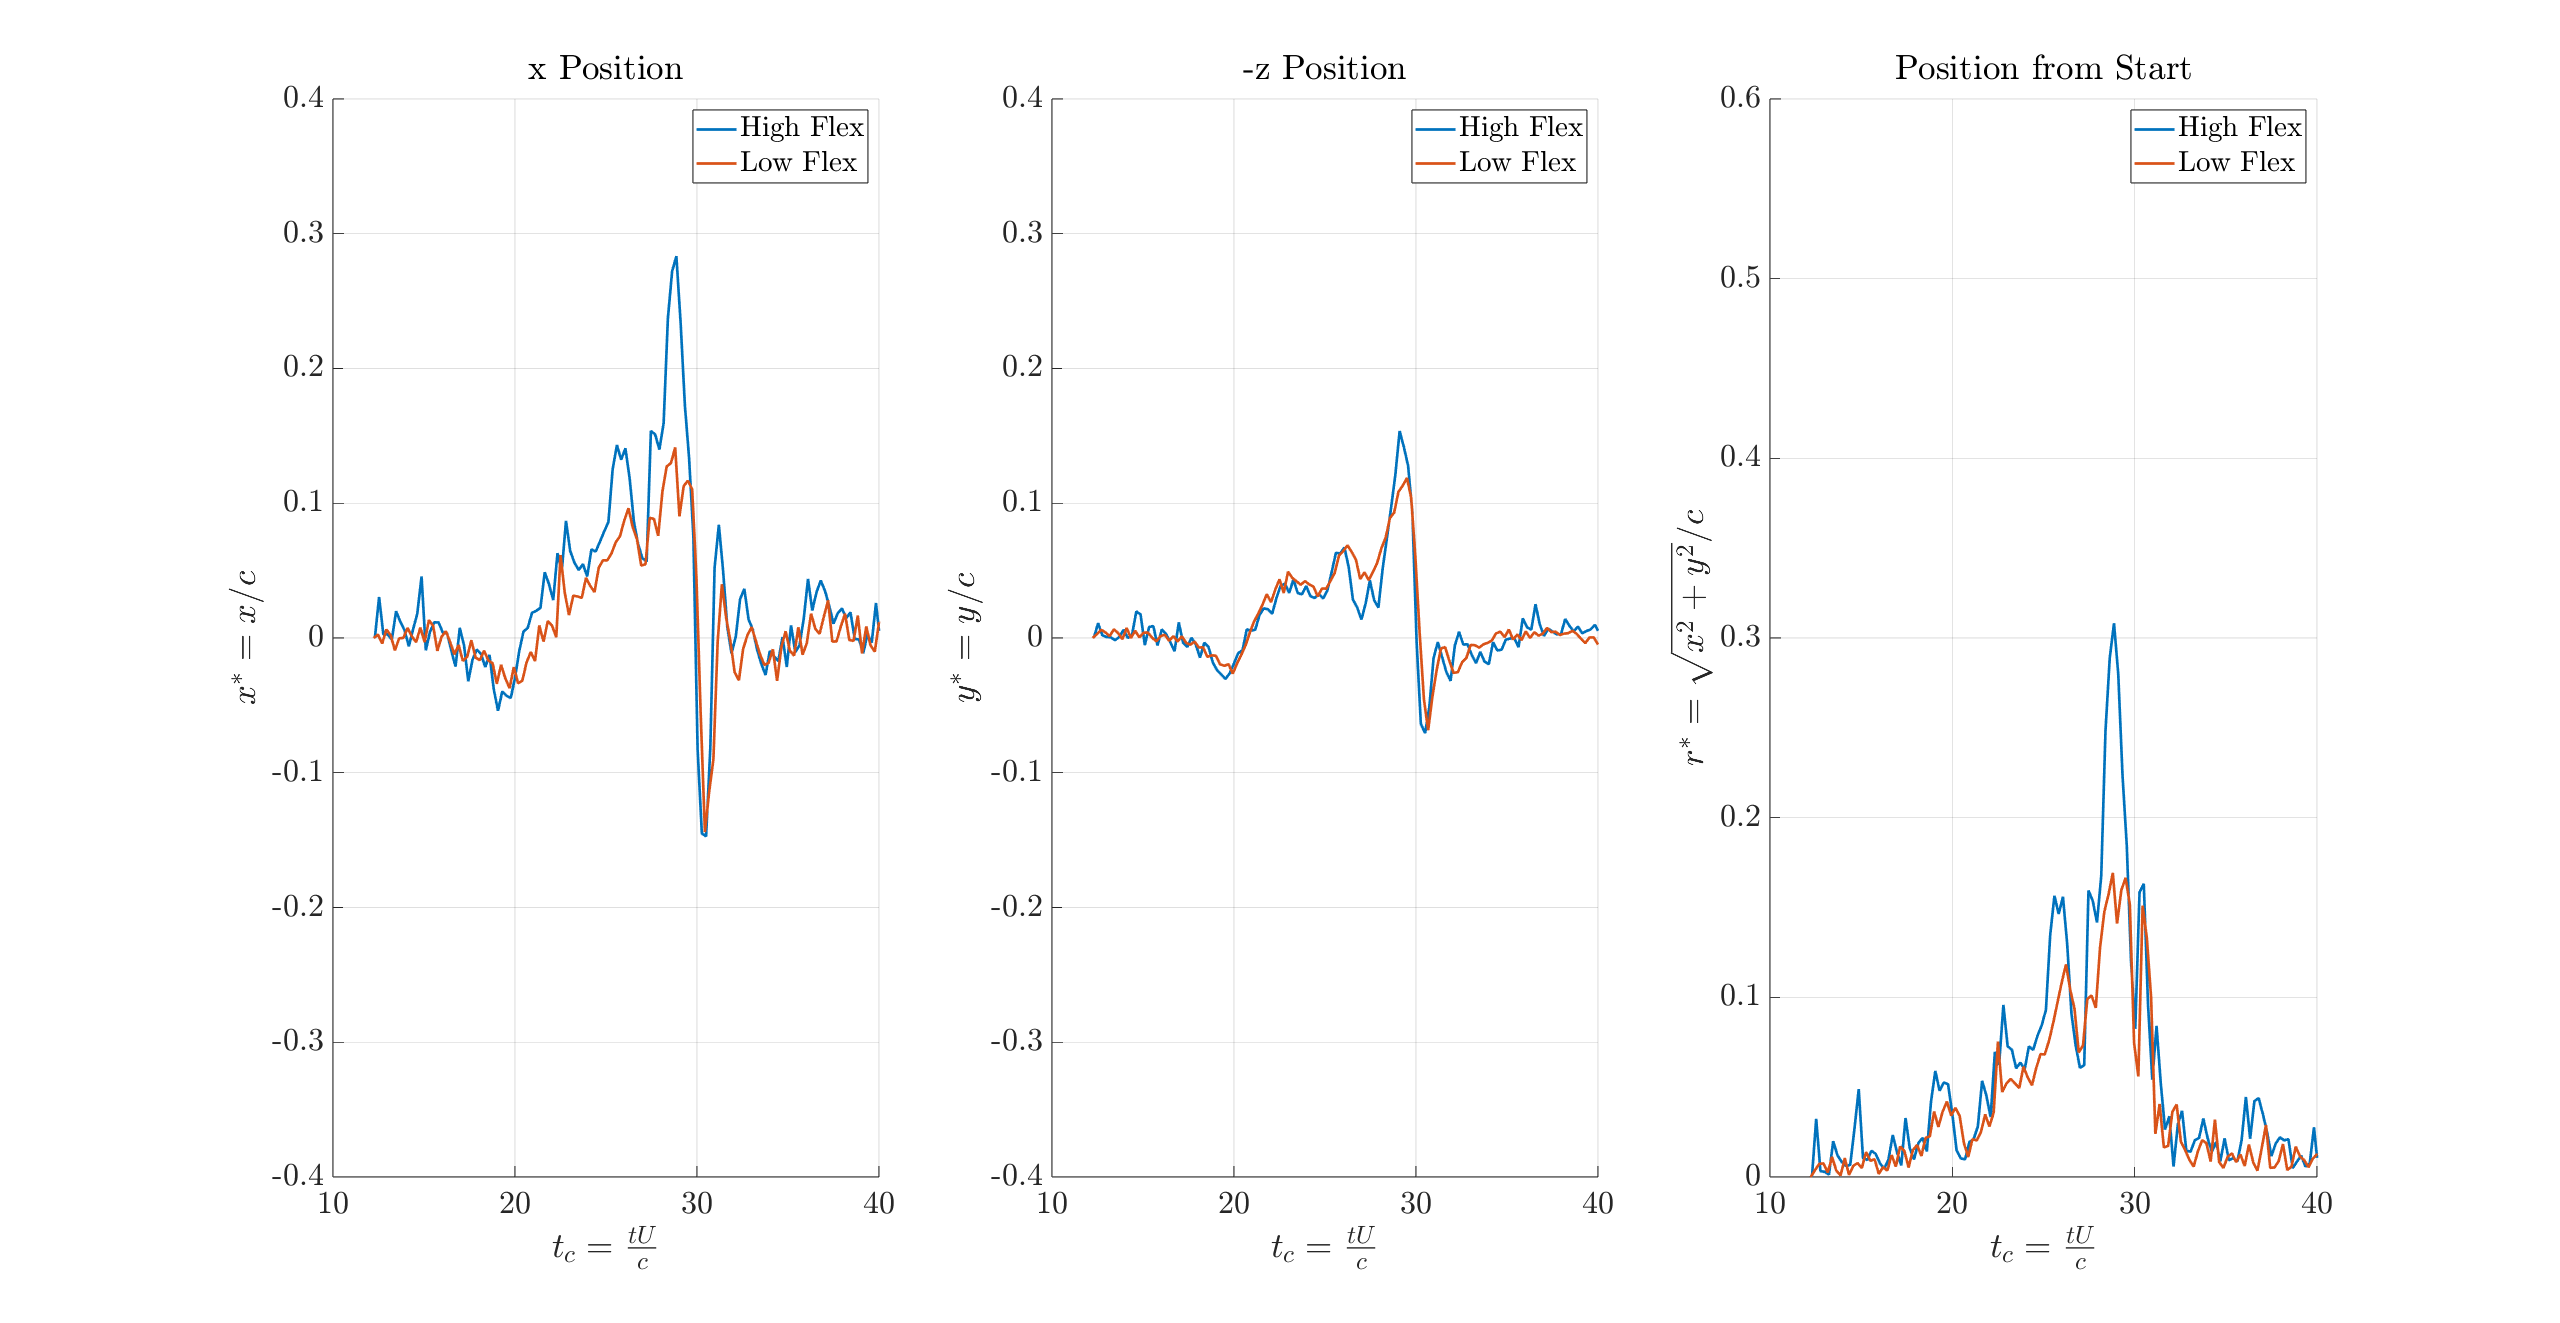 x Position
0.4
0.3
0.2
0.1
0
-0.1
-0.2
-0.3
-0.4
10 20 30 40
x* = x/c
t_c = tU/c
High Flex
Low Flex
-z Position
0.4
0.3
0.2
0.1
0
-0.1
-0.2
-0.3
-0.4
10 20 30 40
y* = y/c
t_c = tU/c
High Flex
Low Flex
Position from Start
0.6
0.5
0.4
0.3
0.2
0.1
0
10 20 30 40
r* = √(x² + y²)/c
t_c = tU/c
High Flex
Low Flex